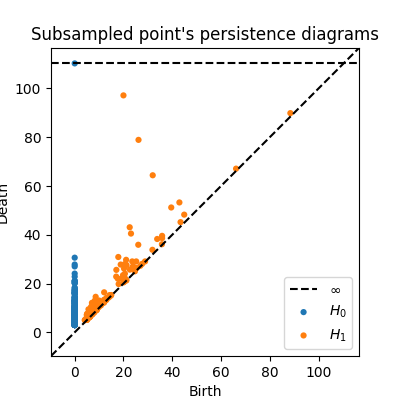 Subsampled point's persistence diagrams
Death
100
80
60
40
20
0
0 20 40 60 80 100
Birth
∞
H₀
H₁